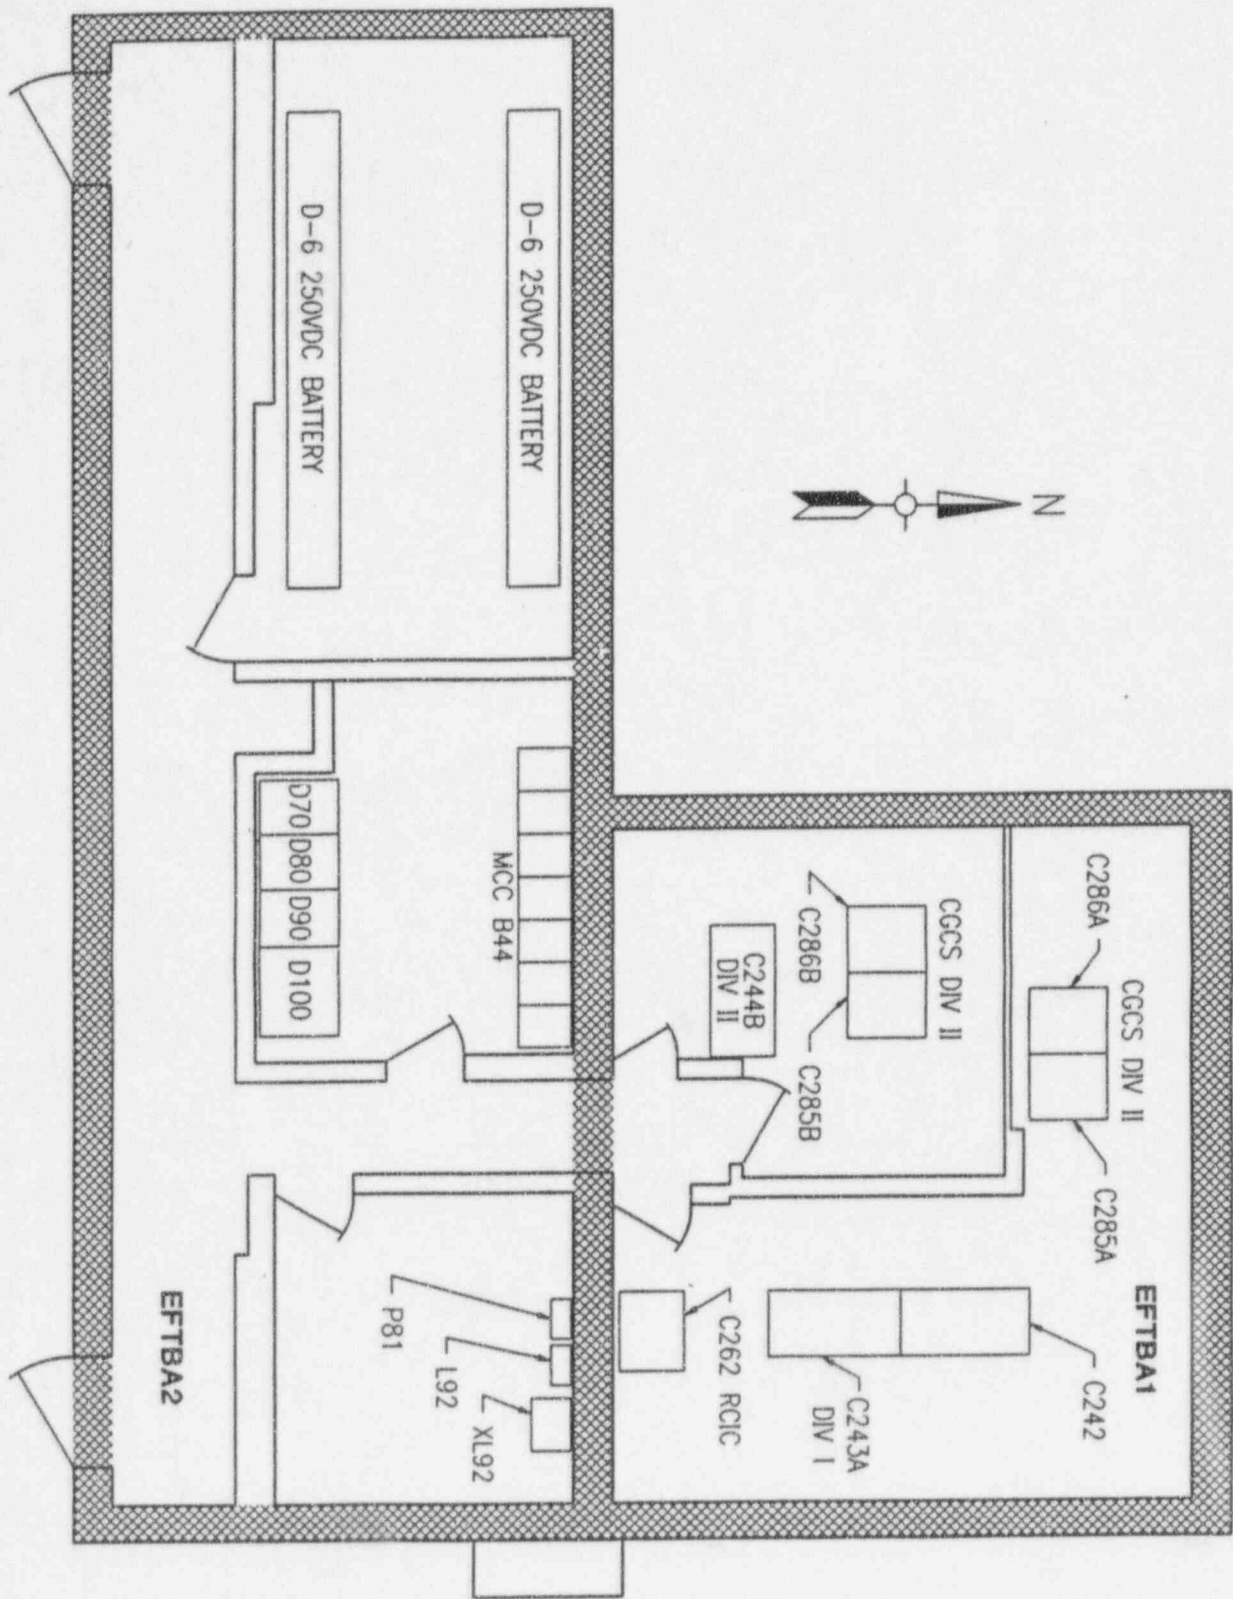 N
CGCS DIV II
C286A
C285A
EFTBA1
CGCS DIV II
C286B
C285B
C244B
DIV II
C242
C243A
DIV I
C262 RCIC
D-6 250VDC BATTERY
MCC B44
P81
L92
XL92
D-6 250VDC BATTERY
D70
D80
D90
D100
EFTBA2